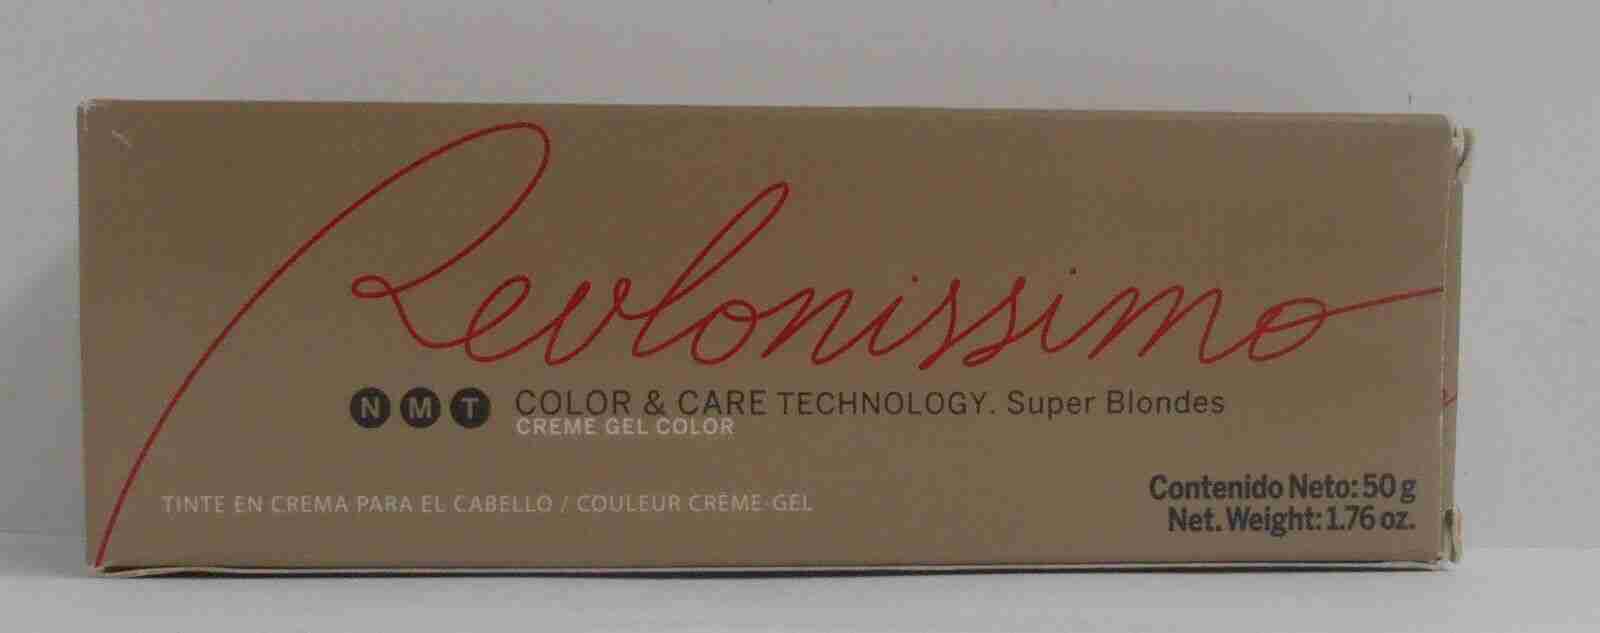 Revlonissimo
N M T COLOR & CARE TECHNOLOGY. Super Blondes
CREME GEL COLOR
TINTE EN CREMA PARA EL CABELLO / COULEUR CRÈME-GEL
Contenido Neto: 50 g
Net. Weight: 1.76 oz.